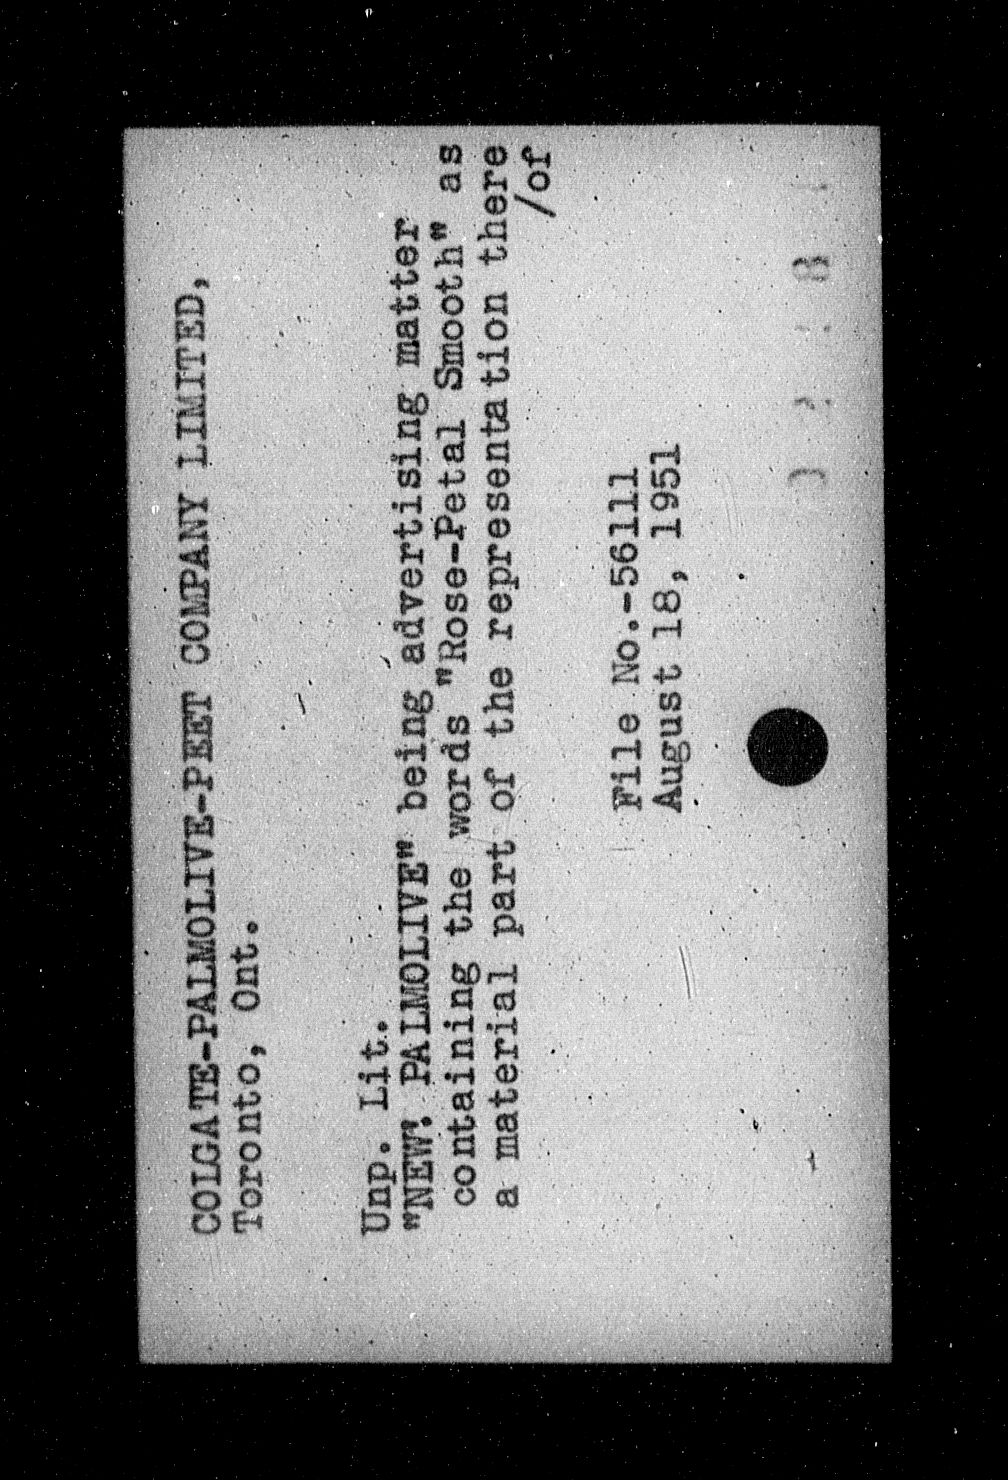 COLGATE-PALMOLIVE-PEET COMPANY LIMITED,
Toronto, Ont.
Unp. Lit.
"NEW: PALMOLIVE" being advertising matter
containing the words "Rose-Petal Smooth" as
a material part of the representation there
/of
File No.-56111
August 18, 1951